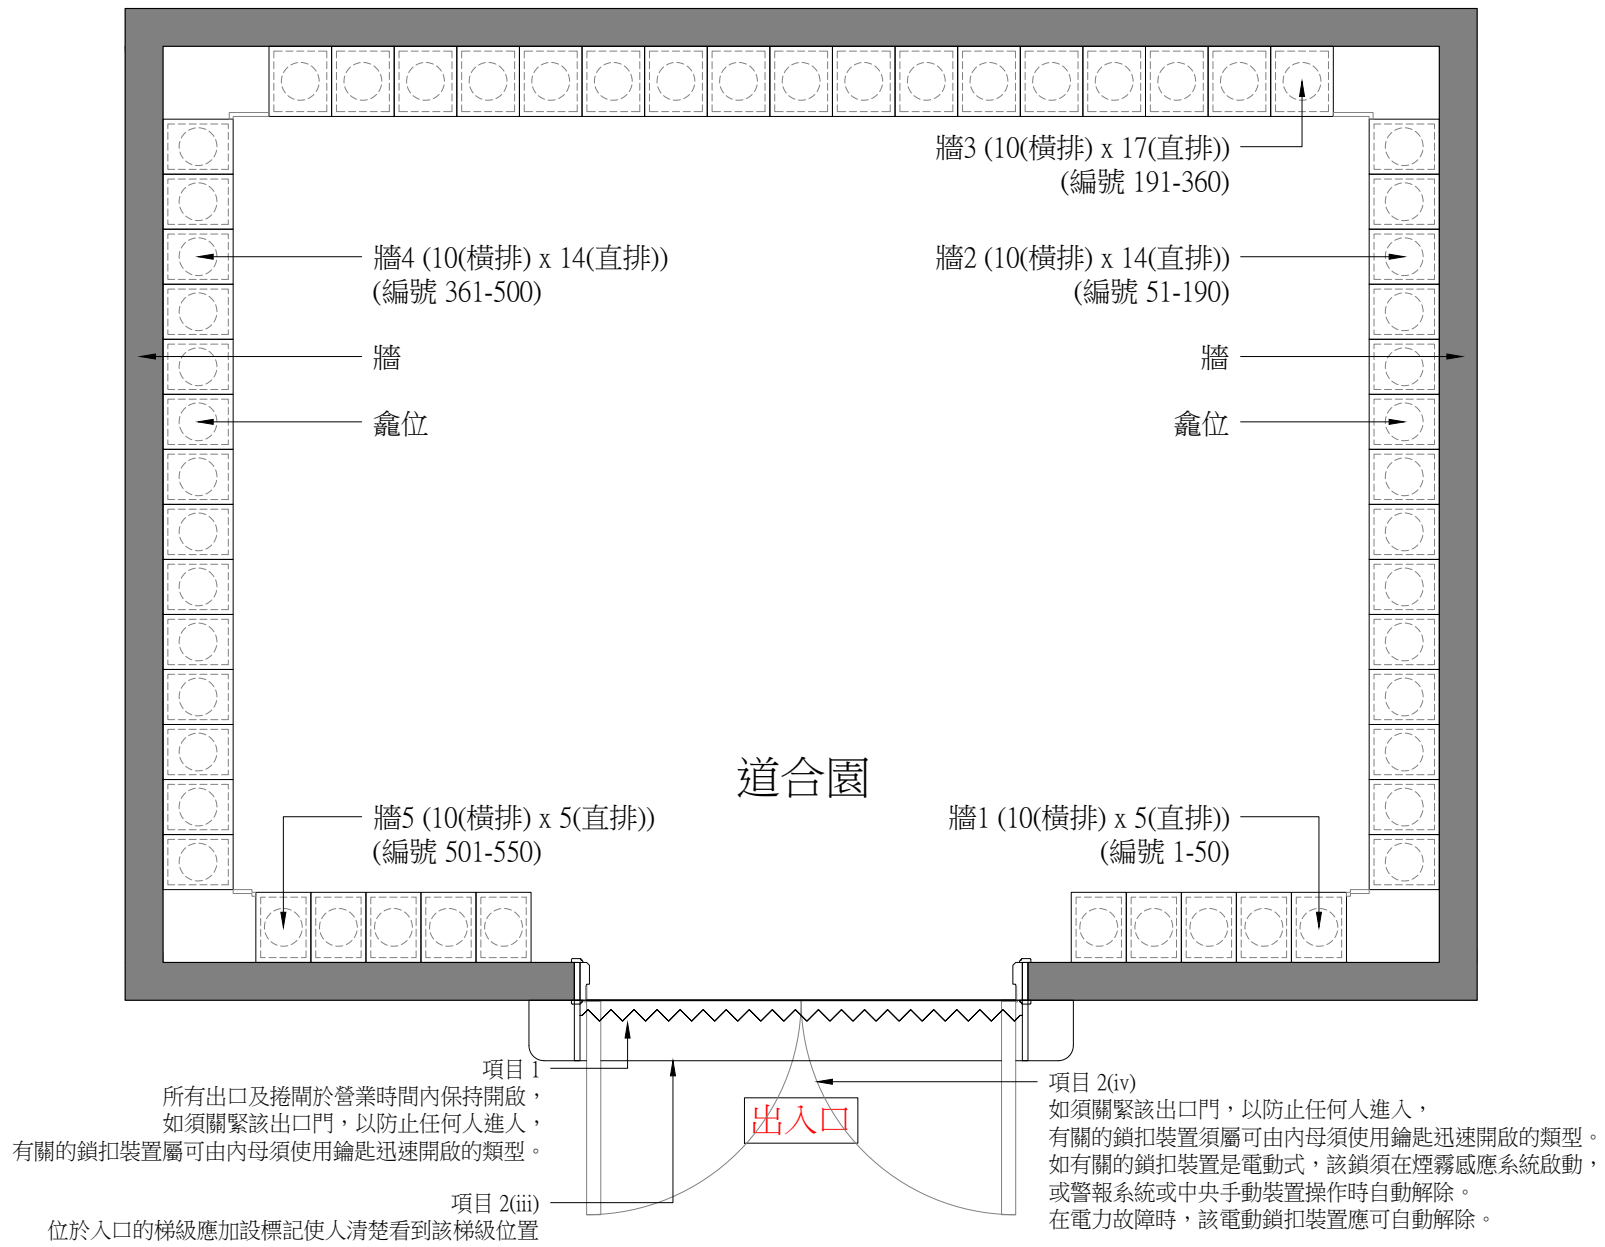 牆3 (10(橫排) x 17(直排))
(編號 191-360)
牆4 (10(橫排) x 14(直排))
(編號 361-500)
牆2 (10(橫排) x 14(直排))
(編號 51-190)
牆
牆
龕位
龕位
道合園
牆5 (10(橫排) x 5(直排))
(編號 501-550)
牆1 (10(橫排) x 5(直排))
(編號 1-50)
項目 1
所有出口及捲閘於營業時間內保持開啟，
如須關緊該出口門，以防止任何人進人，
有關的鎖扣裝置屬可由內母須使用鑰匙迅速開啟的類型。
項目 2(iii)
位於入口的梯級應加設標記使人清楚看到該梯級位置
出入口
項目 2(iv)
如須關緊該出口門，以防止任何人進入，
有關的鎖扣裝置須屬可由內母須使用鑰匙迅速開啟的類型。
如有關的鎖扣裝置是電動式，該鎖須在煙霧感應系統啟動，
或警報系統或中央手動裝置操作時自動解除。
在電力故障時，該電動鎖扣裝置應可自動解除。